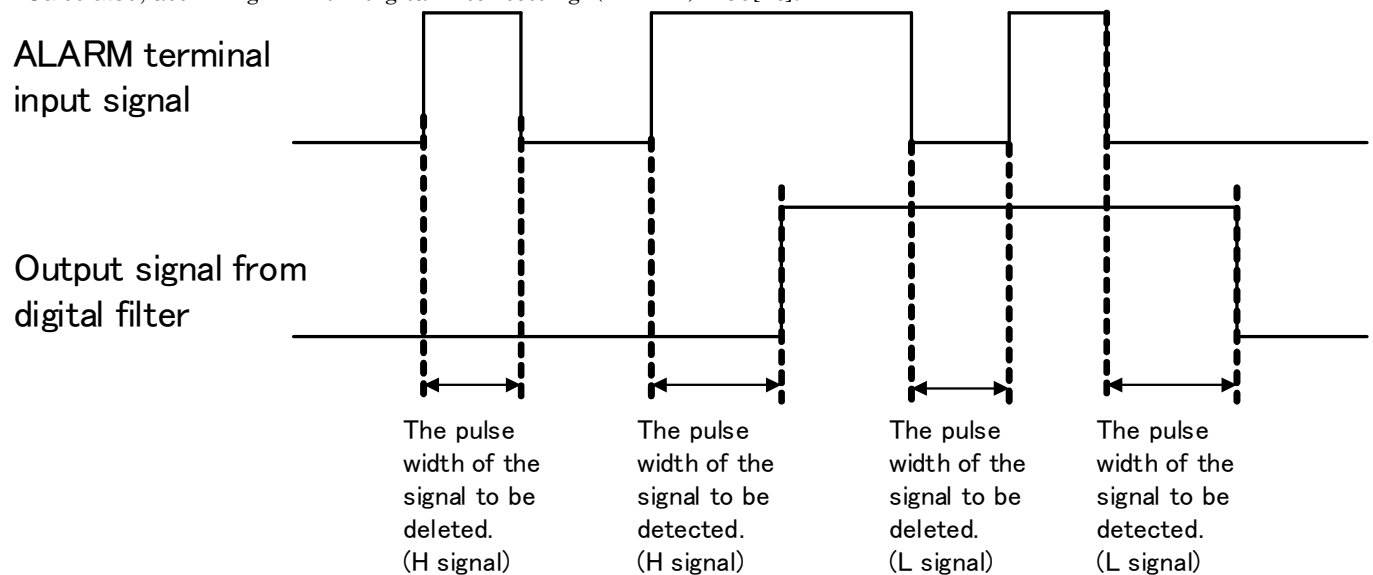 ALARM terminal
input signal
Output signal from
digital filter
The pulse
width of the
signal to be
deleted.
(H signal)
The pulse
width of the
signal to be
detected.
(H signal)
The pulse
width of the
signal to be
deleted.
(L signal)
The pulse
width of the
signal to be
detected.
(L signal)